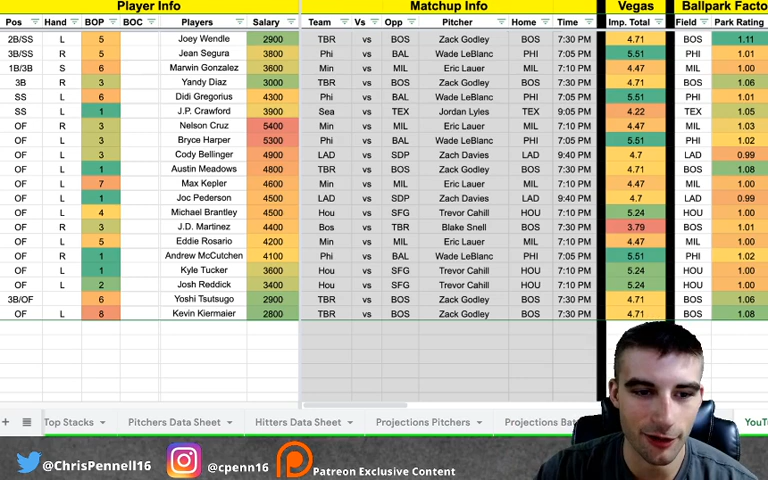 Player Info Matchup Info Vegas Ballpark Facto
Pos Hand BOP BOC Players Salary Team Vs Opp Pitcher Home Time Imp. Total Field Park Rating
2B/SS L 5 Joey Wendle 2900 TBR vs BOS Zack Godley BOS 7:30 PM 4.71 BOS 1.11
3B/SS R 5 Jean Segura 3800 Phi vs BAL Wade LeBlanc PHI 7:05 PM 5.51 PHI 1.01
1B/3B S 6 Marwin Gonzalez 3600 Min vs MIL Eric Lauer MIL 7:10 PM 4.47 MIL 1.00
3B R 3 Yandy Diaz 3000 TBR vs BOS Zack Godley BOS 7:30 PM 4.71 BOS 1.06
SS L 6 Didi Gregorius 4300 Phi vs BAL Wade LeBlanc PHI 7:05 PM 5.51 PHI 1.01
SS L 1 J.P. Crawford 3900 Sea vs TEX Jordan Lyles TEX 9:05 PM 4.22 TEX 1.05
OF R 3 Nelson Cruz 5400 Min vs MIL Eric Lauer MIL 7:10 PM 4.47 MIL 1.03
OF L 3 Bryce Harper 5300 Phi vs BAL Wade LeBlanc PHI 7:05 PM 5.51 PHI 1.02
OF L 3 Cody Bellinger 4900 LAD vs SDP Zach Davies LAD 9:40 PM 4.7 LAD 0.99
OF L 1 Austin Meadows 4800 TBR vs BOS Zack Godley BOS 7:30 PM 4.71 BOS 1.08
OF L 7 Max Kepler 4600 Min vs MIL Eric Lauer MIL 7:10 PM 4.47 MIL 1.00
OF L 1 Joc Pederson 4500 LAD vs SDP Zach Davies LAD 9:40 PM 4.7 LAD 0.99
OF L 4 Michael Brantley 4500 Hou vs SFG Trevor Cahill HOU 7:10 PM 5.24 HOU 1.00
OF R 3 J.D. Martinez 4400 Bos vs TBR Blake Snell BOS 7:30 PM 3.79 BOS 1.01
OF L 5 Eddie Rosario 4200 Min vs MIL Eric Lauer MIL 7:10 PM 4.47 MIL 1.00
OF R 1 Andrew McCutchen 4100 Phi vs BAL Wade LeBlanc PHI 7:05 PM 5.51 PHI 1.02
OF L 1 Kyle Tucker 3600 Hou vs SFG Trevor Cahill HOU 7:10 PM 5.24 HOU 1.00
OF L 2 Josh Reddick 3400 Hou vs SFG Trevor Cahill HOU 7:10 PM 5.24 HOU 1.00
3B/OF 6 Yoshi Tsutsugo 2900 TBR vs BOS Zack Godley BOS 7:30 PM 4.71 BOS 1.06
OF L 8 Kevin Kiermaier 2800 TBR vs BOS Zack Godley BOS 7:30 PM 4.71 BOS 1.08
+ Top Stacks Pitchers Data Sheet Hitters Data Sheet Projections Pitchers Projections Bat YouT
@ChrisPennell16 @cpenn16 Patreon Exclusive Content